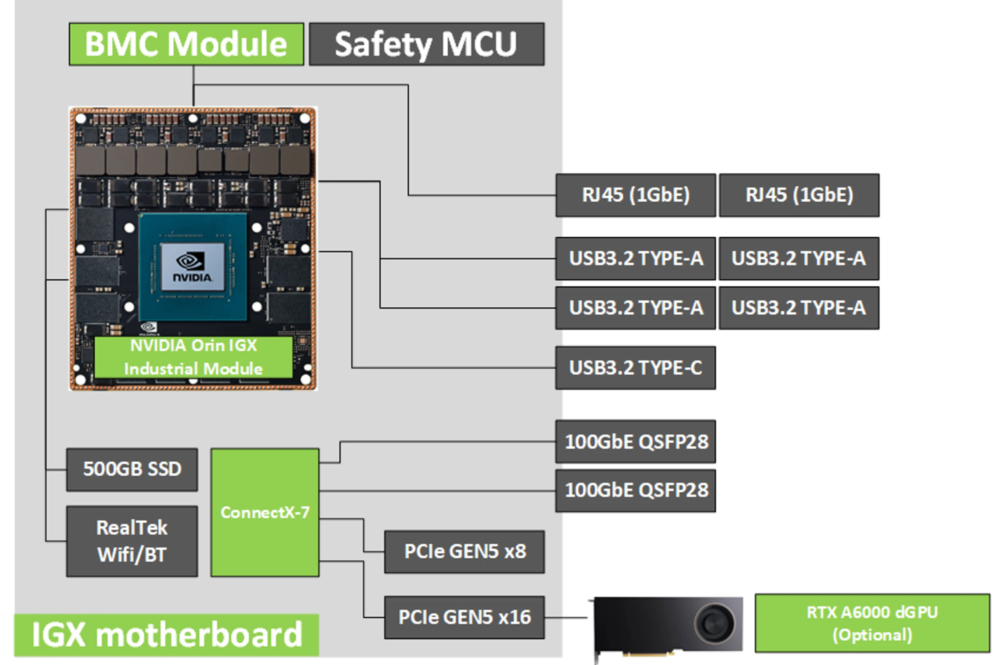 BMC Module
Safety MCU
RJ45 (1GbE)
RJ45 (1GbE)
USB3.2 TYPE-A
USB3.2 TYPE-A
NVIDIA
USB3.2 TYPE-A
USB3.2 TYPE-A
NVIDIA Orin IGX
Industrial Module
USB3.2 TYPE-C
100GbE QSFP28
500GB SSD
100GbE QSFP28
ConnectX-7
RealTek
Wifi/BT
PCIe GEN5 x8
PCIe GEN5 x16
RTX A6000 dGPU
(Optional)
IGX motherboard